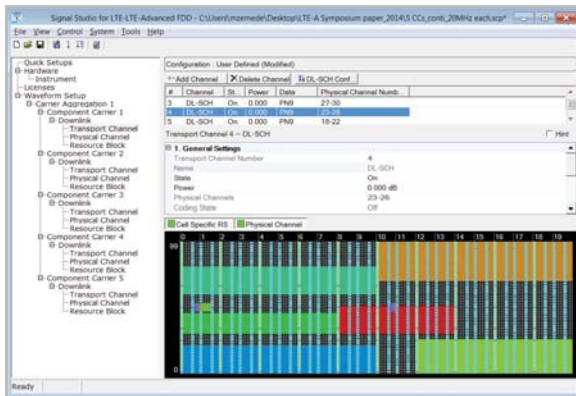 Signal Studio for LTE-LTE-Advanced FDD - C:\Users\mzemede\Desktop\LTE-A Symposium paper_2014\5 CCs_conti_20MHz each.scp*
File View Control System Tools Help
Quick Setups
Hardware
Instrument
Licenses
Waveform Setup
Carrier Aggregation 1
Component Carrier 1
Downlink
Transport Channel
Physical Channel
Resource Block
Component Carrier 2
Downlink
Transport Channel
Physical Channel
Resource Block
Component Carrier 3
Downlink
Transport Channel
Physical Channel
Resource Block
Component Carrier 4
Downlink
Transport Channel
Physical Channel
Resource Block
Component Carrier 5
Downlink
Transport Channel
Physical Channel
Resource Block
Configuration : User Defined (Modified)
Add Channel Delete Channel DL-SCH Conf...
# Channel St... Power Data Physical Channel Numb...
3 DL-SCH On 0.000 PN9 27-30
4 DL-SCH On 0.000 PN9 23-26
5 DL-SCH On 0.000 PN9 18-22
Transport Channel 4 -- DL-SCH Hint
1. General Settings
Transport Channel Number 4
Name DL-SCH
State On
Power 0.000 dB
Physical Channels 23-26
Coding State Off
Cell Specific RS Physical Channel
0 1 2 3 4 5 6 7 8 9 10 11 12 13 14 15 16 17 18 19
99
0
Ready